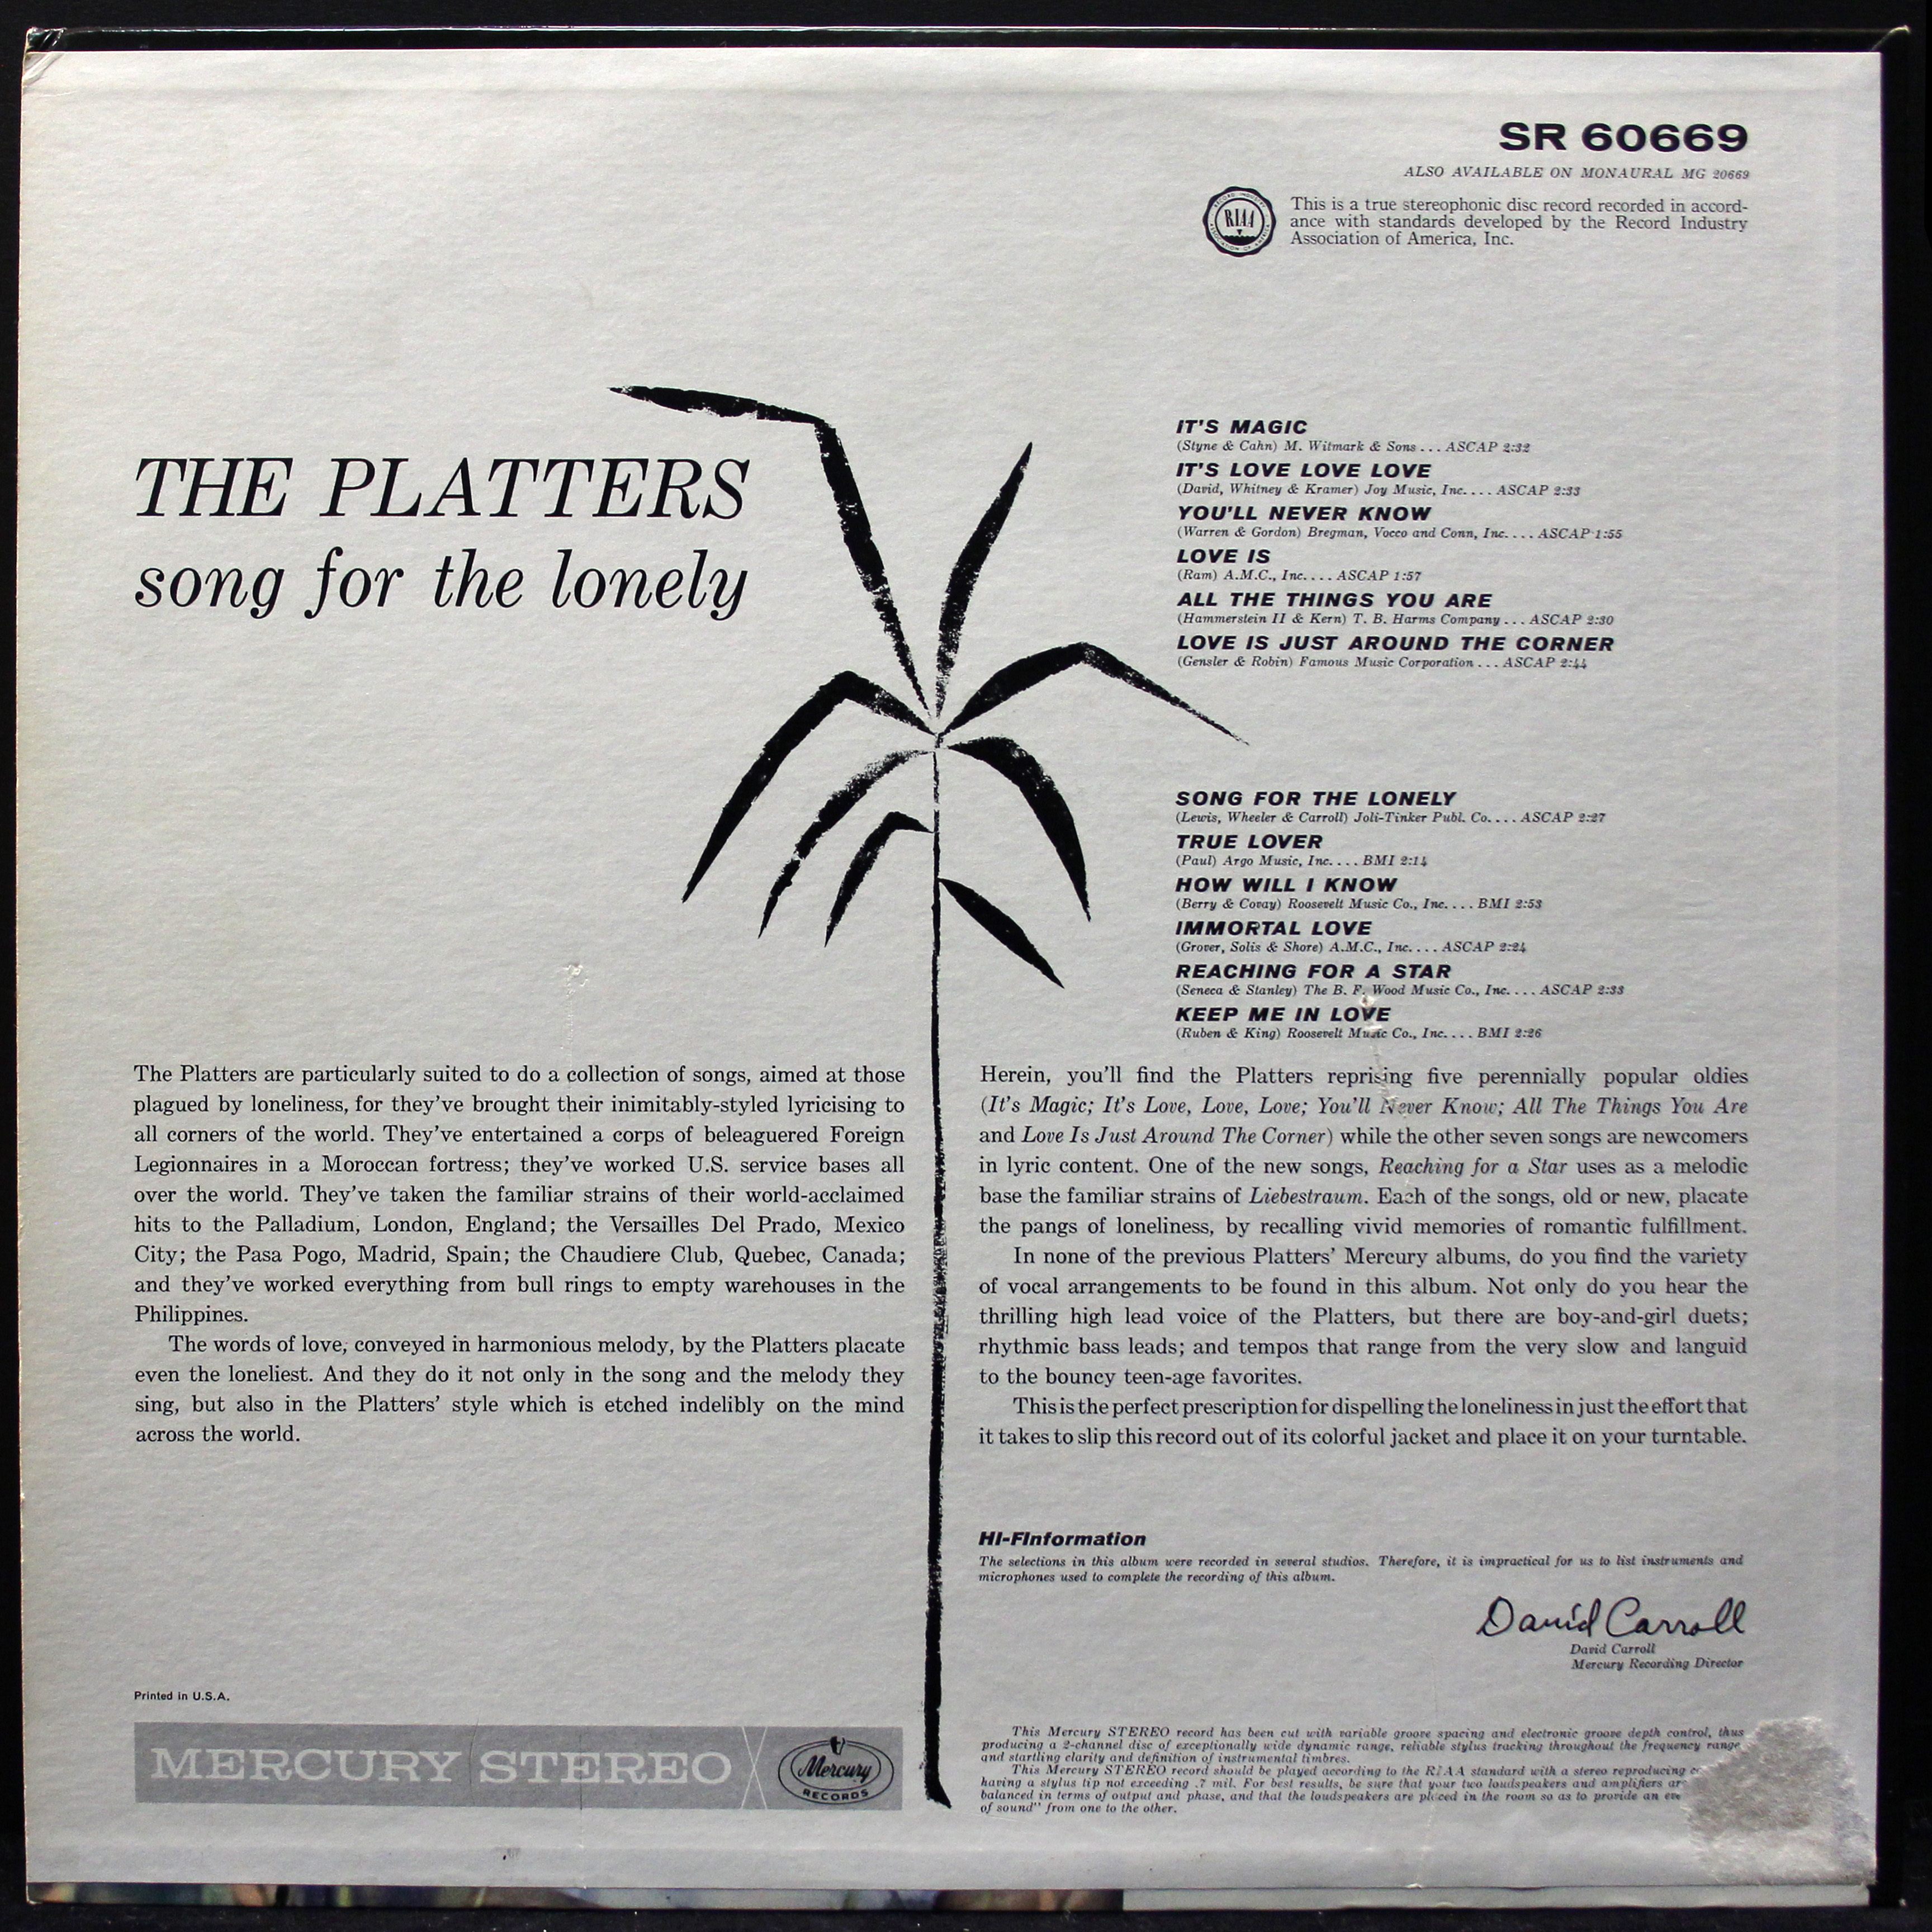 SR 60669
ALSO AVAILABLE ON MONAURAL MG 20669
RIAA
This is a true stereophonic disc record recorded in accord-
ance with standards developed by the Record Industry
Association of America, Inc.
THE PLATTERS
song for the lonely
IT'S MAGIC
(Styne & Cahn) M. Witmark & Sons . . . ASCAP 2:32
IT'S LOVE LOVE LOVE
(David, Whitney & Kramer) Joy Music, Inc. . . . ASCAP 2:33
YOU'LL NEVER KNOW
(Warren & Gordon) Bregman, Vocco and Conn, Inc. . . . ASCAP 1:55
LOVE IS
(Ram) A.M.C., Inc. . . . ASCAP 1:57
ALL THE THINGS YOU ARE
(Hammerstein II & Kern) T. B. Harms Company . . . ASCAP 2:30
LOVE IS JUST AROUND THE CORNER
(Gensler & Robin) Famous Music Corporation . . . ASCAP 2:44
SONG FOR THE LONELY
(Lewis, Wheeler & Carroll) Joli-Tinker Publ. Co. . . . ASCAP 2:27
TRUE LOVER
(Paul) Argo Music, Inc. . . . BMI 2:14
HOW WILL I KNOW
(Berry & Covay) Roosevelt Music Co., Inc. . . . BMI 2:53
IMMORTAL LOVE
(Grover, Solis & Shore) A.M.C., Inc. . . . ASCAP 2:24
REACHING FOR A STAR
(Seneca & Stanley) The B. F. Wood Music Co., Inc. . . . ASCAP 2:33
KEEP ME IN LOVE
(Ruben & King) Roosevelt Music Co., Inc. . . . BMI 2:26
The Platters are particularly suited to do a collection of songs, aimed at those
plagued by loneliness, for they've brought their inimitably-styled lyricising to
all corners of the world. They've entertained a corps of beleaguered Foreign
Legionnaires in a Moroccan fortress; they've worked U.S. service bases all
over the world. They've taken the familiar strains of their world-acclaimed
hits to the Palladium, London, England; the Versailles Del Prado, Mexico
City; the Pasa Pogo, Madrid, Spain; the Chaudiere Club, Quebec, Canada;
and they've worked everything from bull rings to empty warehouses in the
Philippines.
The words of love, conveyed in harmonious melody, by the Platters placate
even the loneliest. And they do it not only in the song and the melody they
sing, but also in the Platters' style which is etched indelibly on the mind
across the world.
Herein, you'll find the Platters reprising five perennially popular oldies
(It's Magic; It's Love, Love, Love; You'll Never Know; All The Things You Are
and Love Is Just Around The Corner) while the other seven songs are newcomers
in lyric content. One of the new songs, Reaching for a Star uses as a melodic
base the familiar strains of Liebestraum. Each of the songs, old or new, placate
the pangs of loneliness, by recalling vivid memories of romantic fulfillment.
In none of the previous Platters' Mercury albums, do you find the variety
of vocal arrangements to be found in this album. Not only do you hear the
thrilling high lead voice of the Platters, but there are boy-and-girl duets;
rhythmic bass leads; and tempos that range from the very slow and languid
to the bouncy teen-age favorites.
This is the perfect prescription for dispelling the loneliness in just the effort that
it takes to slip this record out of its colorful jacket and place it on your turntable.
HI-FInformation
The selections in this album were recorded in several studios. Therefore, it is impractical for us to list instruments and
microphones used to complete the recording of this album.
David Carroll
David Carroll
Mercury Recording Director
Printed in U.S.A.
MERCURY STEREO
Mercury
RECORDS
This Mercury STEREO record has been cut with variable groove spacing and electronic groove depth control, thus
producing a 2-channel disc of exceptionally wide dynamic range, reliable stylus tracking throughout the frequency range
and startling clarity and definition of instrumental timbres.
This Mercury STEREO record should be played according to the RIAA standard with a stereo reproducing
having a stylus tip not exceeding .7 mil. For best results, be sure that your two loudspeakers and amplifiers
balanced in terms of output and phase, and that the loudspeakers are placed in the room so as to provide an
of sound" from one to the other.